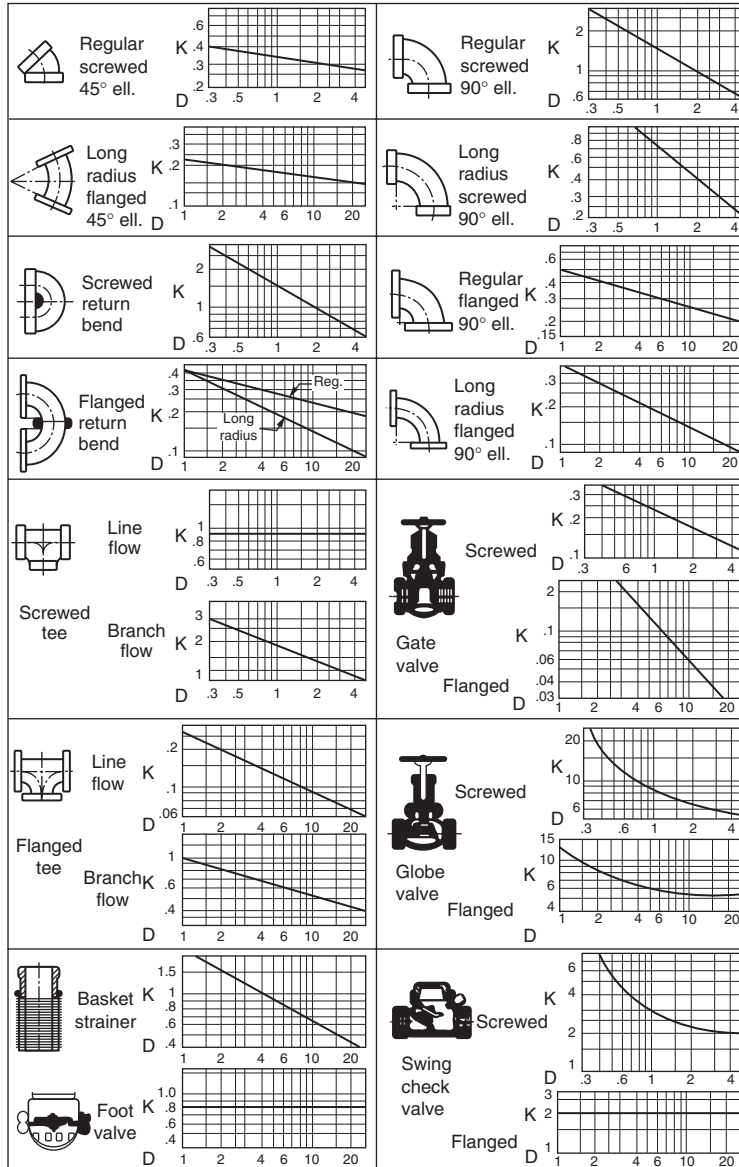 Regular
screwed
45° ell.
K
.6
.4
.3
.2
D
.3 .5 1 2 4
Regular
screwed
90° ell.
K
2
1
.6
D
.3 .5 1 2 4
Long
radius
flanged
45° ell.
K
.3
.2
.1
D
1 2 4 6 10 20
Long
radius
screwed
90° ell.
K
.8
.6
.4
.3
.2
D
.3 .5 1 2 4
Screwed
return
bend
K
2
1
.6
D
.3 .5 1 2 4
Regular
flanged
90° ell.
K
.6
.4
.3
.2
.15
D
1 2 4 6 10 20
Flanged
return
bend
K
.4
.3
.2
.1
Reg.
Long
radius
D
1 2 4 6 10 20
Long
radius
flanged
90° ell.
K
.3
.2
.1
D
1 2 4 6 10 20
Line
flow
K
1
.8
.6
D
.3 .5 1 2 4
Screwed
tee
Branch
flow
K
3
2
1
D
.3 .5 1 2 4
Screwed
K
.3
.2
.1
D
.3 .6 1 2 4
Gate
valve
Flanged
K
2
.1
.06
.04
.03
D
1 2 4 6 10 20
Line
flow
K
.2
.1
.06
D
1 2 4 6 10 20
Flanged
tee
Branch
flow
K
1
.6
.4
D
1 2 4 6 10 20
Screwed
K
20
10
6
D
.3 .6 1 2 4
Globe
valve
Flanged
K
15
10
6
4
D
1 2 4 6 10 20
Basket
strainer
K
1.5
1
.8
.6
.4
D
1 2 4 6 10 20
Foot
valve
K
1.0
.8
.6
.4
Screwed
K
6
4
2
1
D
.3 .6 1 2 4
Swing
check
valve
Flanged
K
3
2
1
D
1 2 4 6 10 20